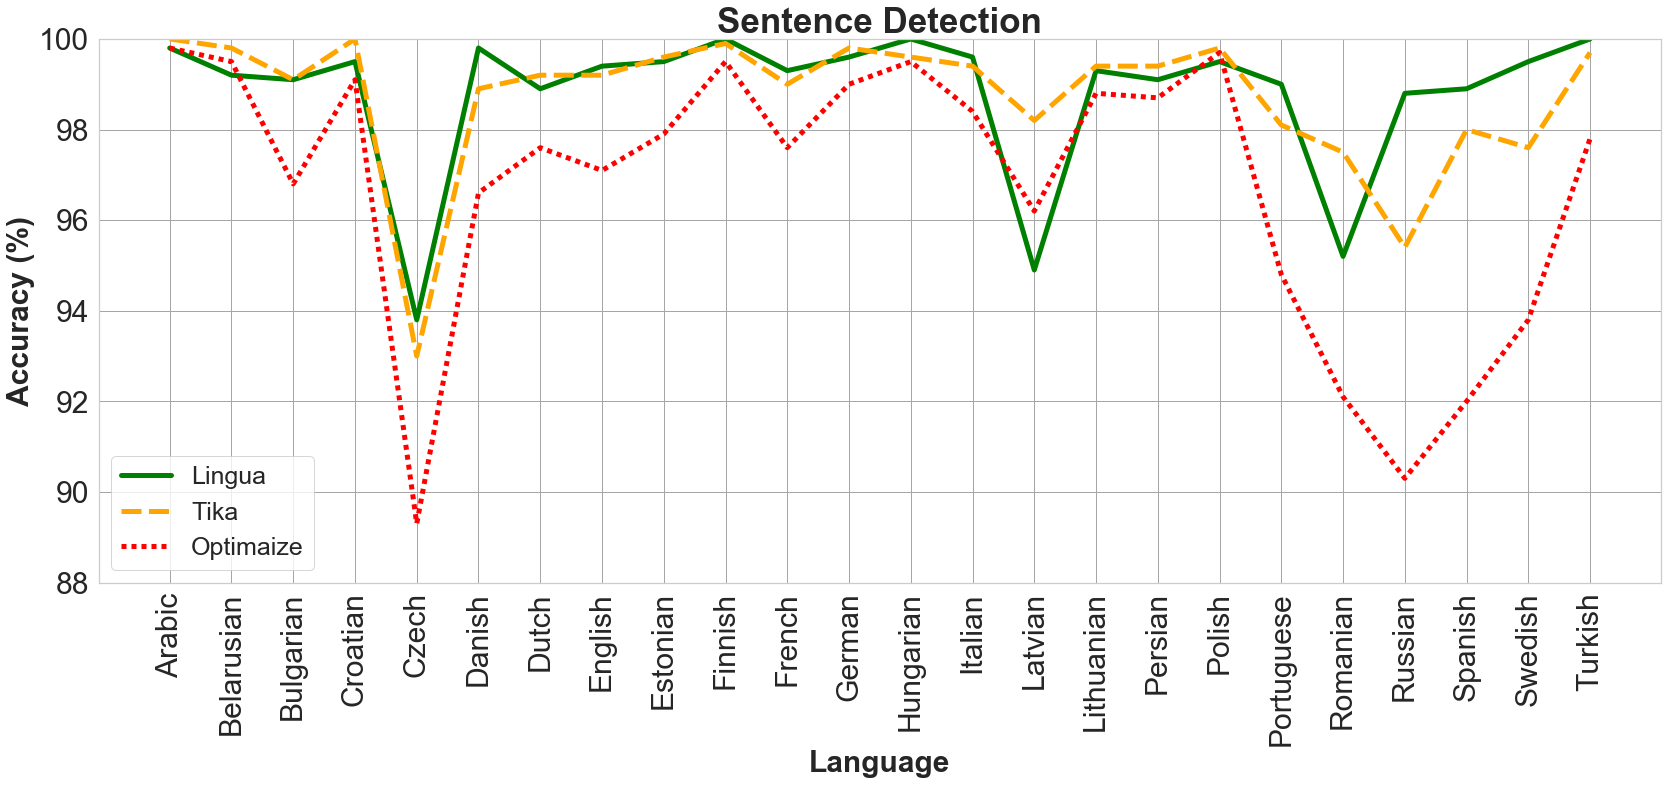 Sentence Detection
100
98
96
94
92
90
88
Accuracy (%)
Lingua
Tika
Optimaize
Arabic
Belarusian
Bulgarian
Croatian
Czech
Danish
Dutch
English
Estonian
Finnish
French
German
Hungarian
Italian
Latvian
Lithuanian
Persian
Polish
Portuguese
Romanian
Russian
Spanish
Swedish
Turkish
Language